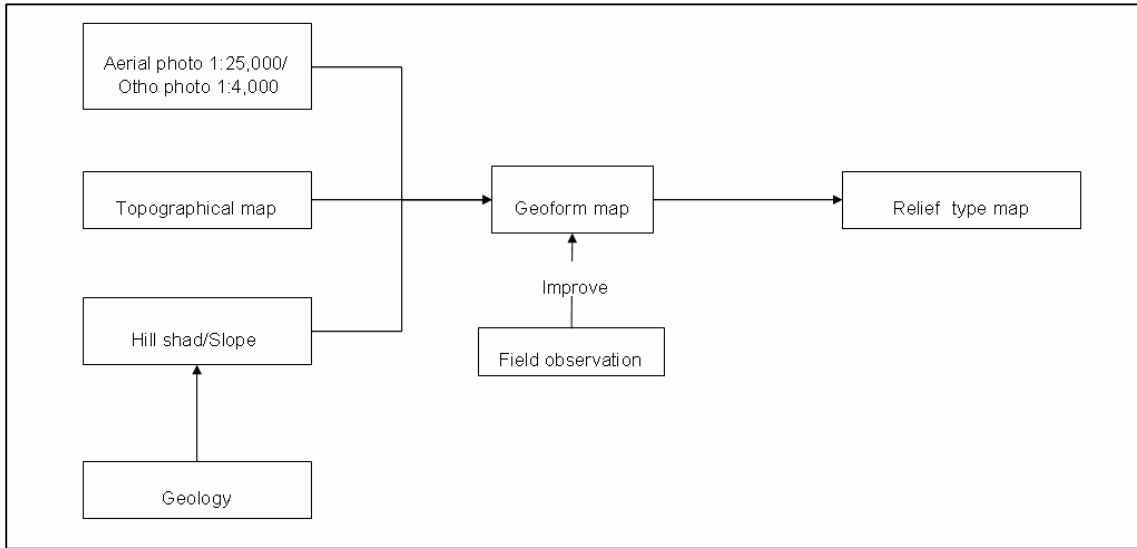 Aerial photo 1:25,000/
Otho photo 1:4,000
Topographical map
Geoform map
Relief type map
Improve
Hill shad/Slope
Field observation
Geology